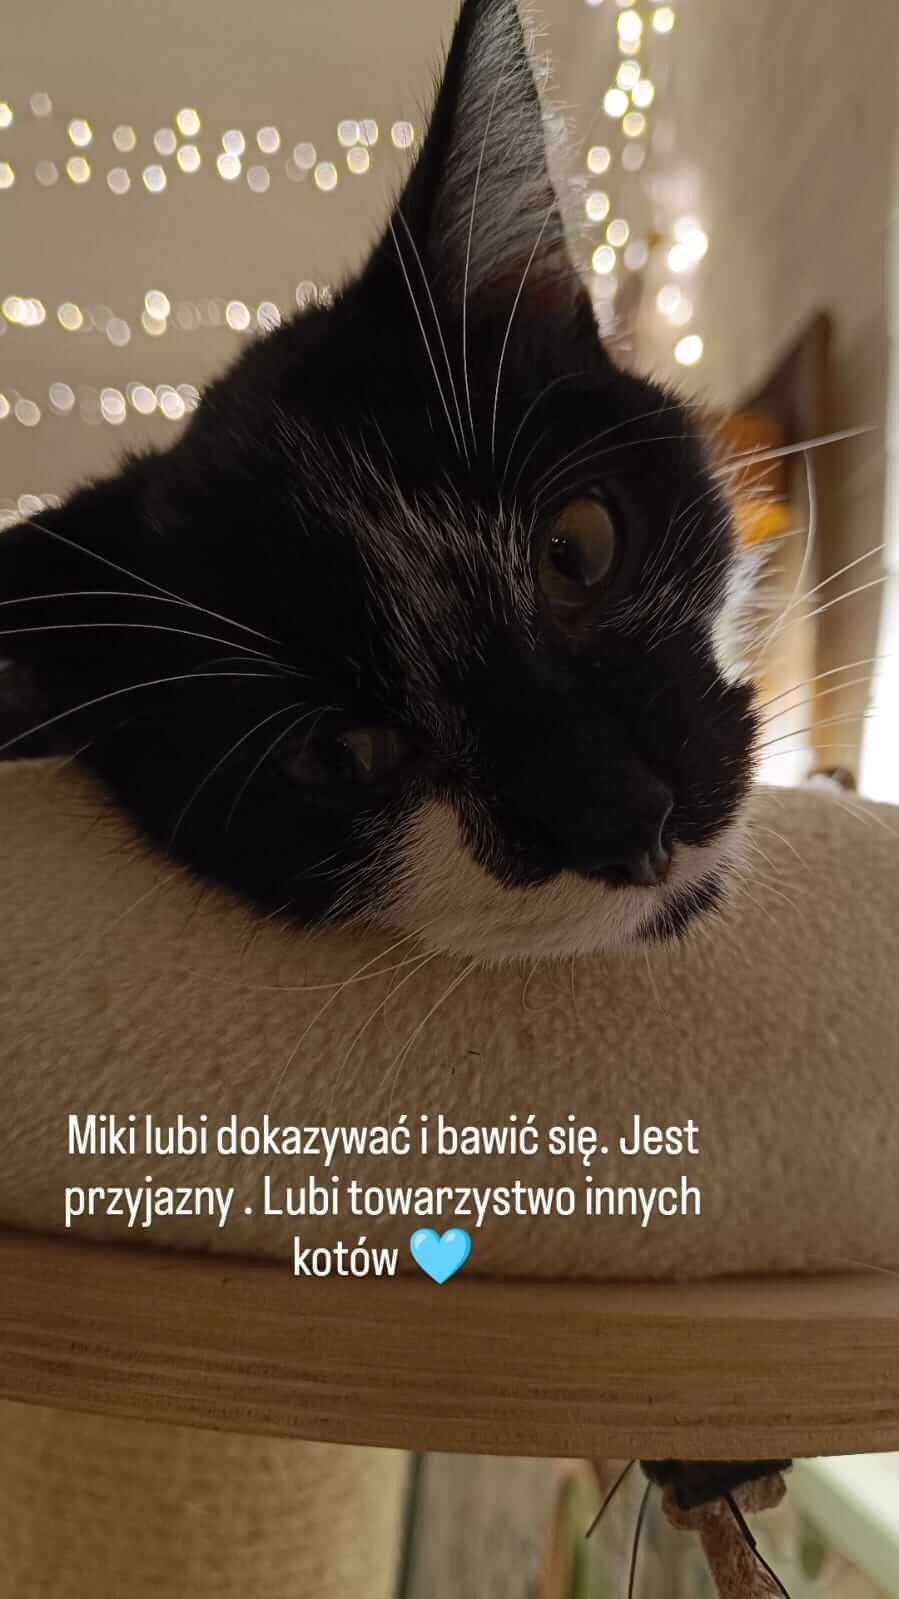 Miki lubi dokazywać i bawić się. Jest
przyjazny . Lubi towarzystwo innych
kotów 🩵